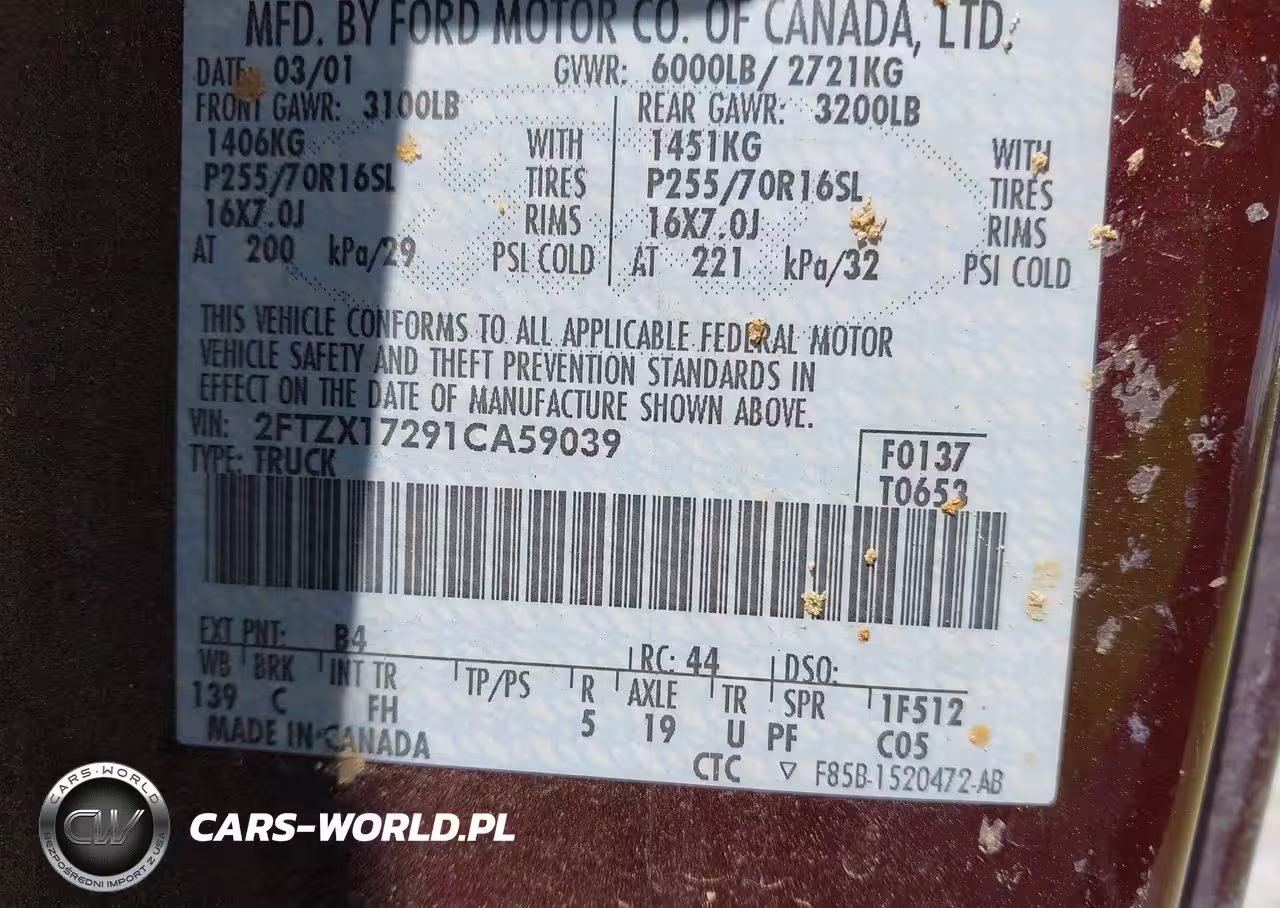 MFD. BY FORD MOTOR CO. OF CANADA, LTD.
DATE: 03/01 GVWR: 6000LB/ 2721KG
FRONT GAWR: 3100LB REAR GAWR: 3200LB
1406KG WITH 1451KG WITH
P255/70R16SL TIRES P255/70R16SL TIRES
16X7.0J RIMS 16X7.0J RIMS
AT 200 kPa/29 PSI COLD AT 221 kPa/32 PSI COLD
THIS VEHICLE CONFORMS TO ALL APPLICABLE FEDERAL MOTOR
VEHICLE SAFETY AND THEFT PREVENTION STANDARDS IN
EFFECT ON THE DATE OF MANUFACTURE SHOWN ABOVE.
VIN: 2FTZX17291CA59039
F0137
TYPE: TRUCK
T0653
EXT PNT: B4
RC: 44 DSO:
WB BRK INT TR TP/PS R AXLE TR SPR 1F512
139 C FH 5 19 U PF C05
MADE IN CANADA
CTC ▽ F85B-1520472-AB
CARS-WORLD
CW
BEZPOŚREDNI IMPORT Z USA
CARS-WORLD.PL